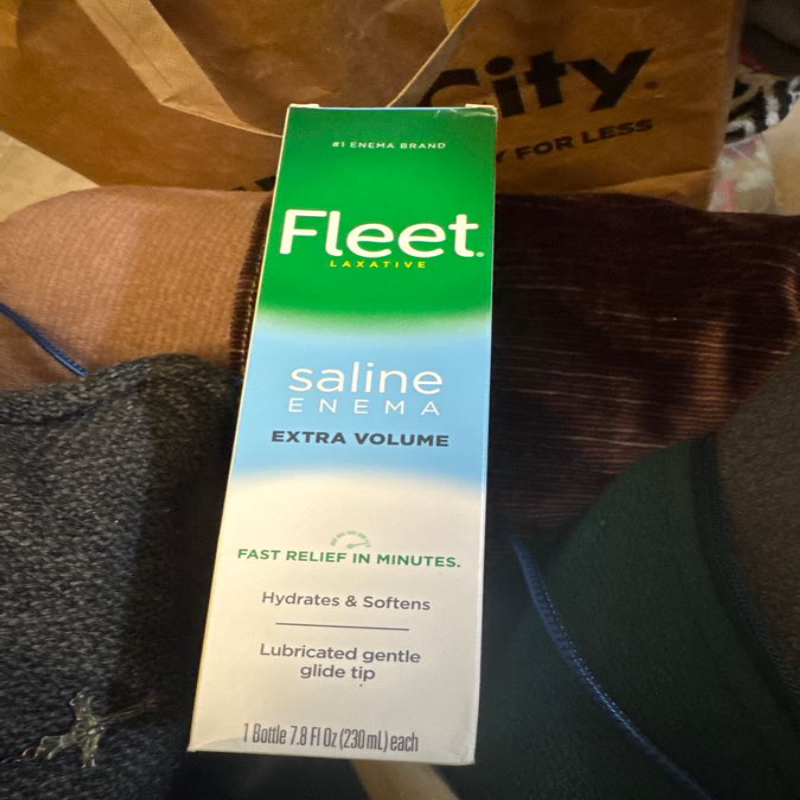 City.
FOR LESS
#1 ENEMA BRAND
Fleet.
LAXATIVE
saline
ENEMA
EXTRA VOLUME
FAST RELIEF IN MINUTES.
Hydrates & Softens
Lubricated gentle
glide tip
1 Bottle 7.8 Fl Oz (230 mL) each